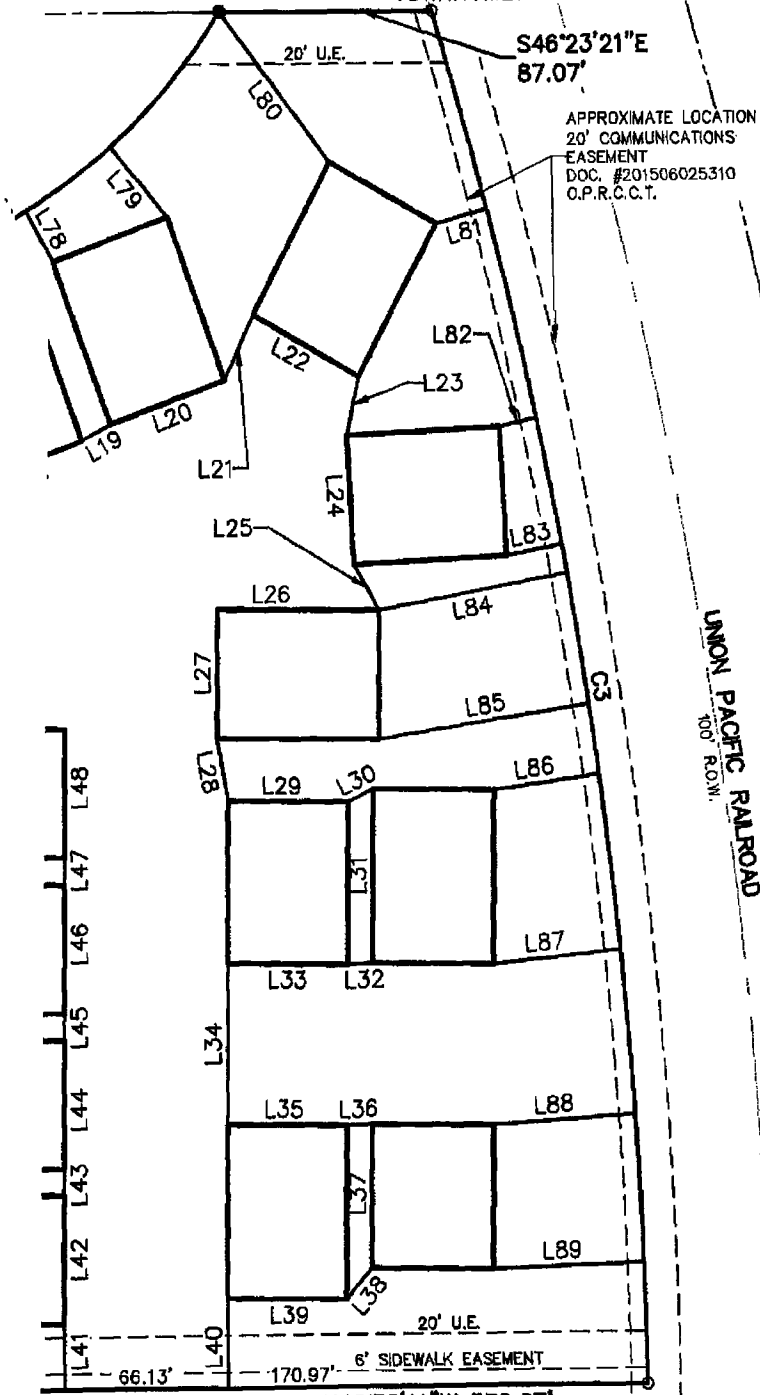 S46°23'21"E
87.07'
20' U.E.
L80
APPROXIMATE LOCATION
20' COMMUNICATIONS
EASEMENT
DOC. #201506025310
O.P.R.C.C.T.
L79
L78
L81
L82
L22
L23
L20
L19
L21
L24
L25
L83
L26
L84
L27
C3
UNION PACIFIC RAILROAD
100' R.O.W.
L85
L28
L48
L29
L30
L86
L47
L31
L46
L33
L32
L87
L45
L34
L44
L35
L36
L88
L43
L37
L42
L89
L38
L39
L41
L40
20' U.E.
6' SIDEWALK EASEMENT
66.13'
170.97'